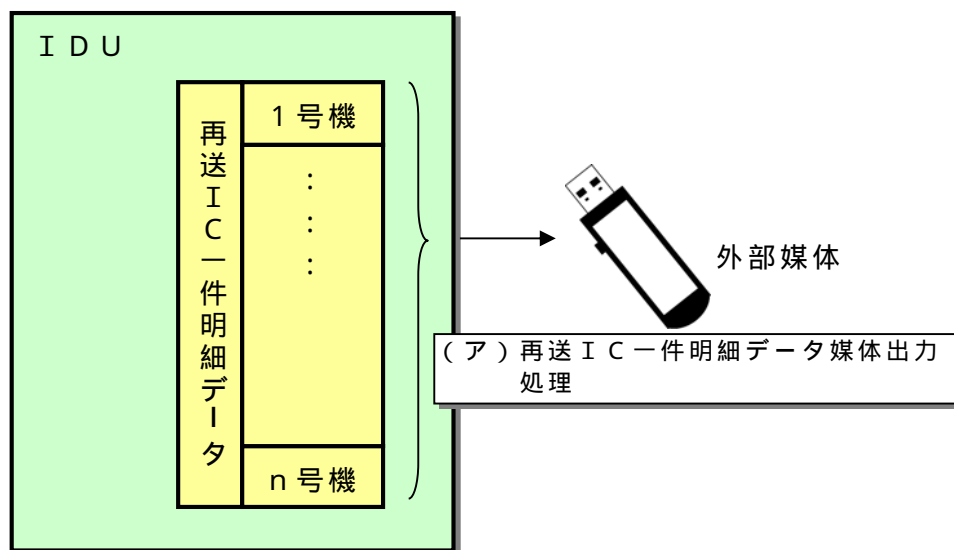 ＩＤＵ
再送ＩＣ一件明細データ
１号機
：
：
：
ｎ号機
外部媒体
（ア）再送ＩＣ一件明細データ媒体出力
処理